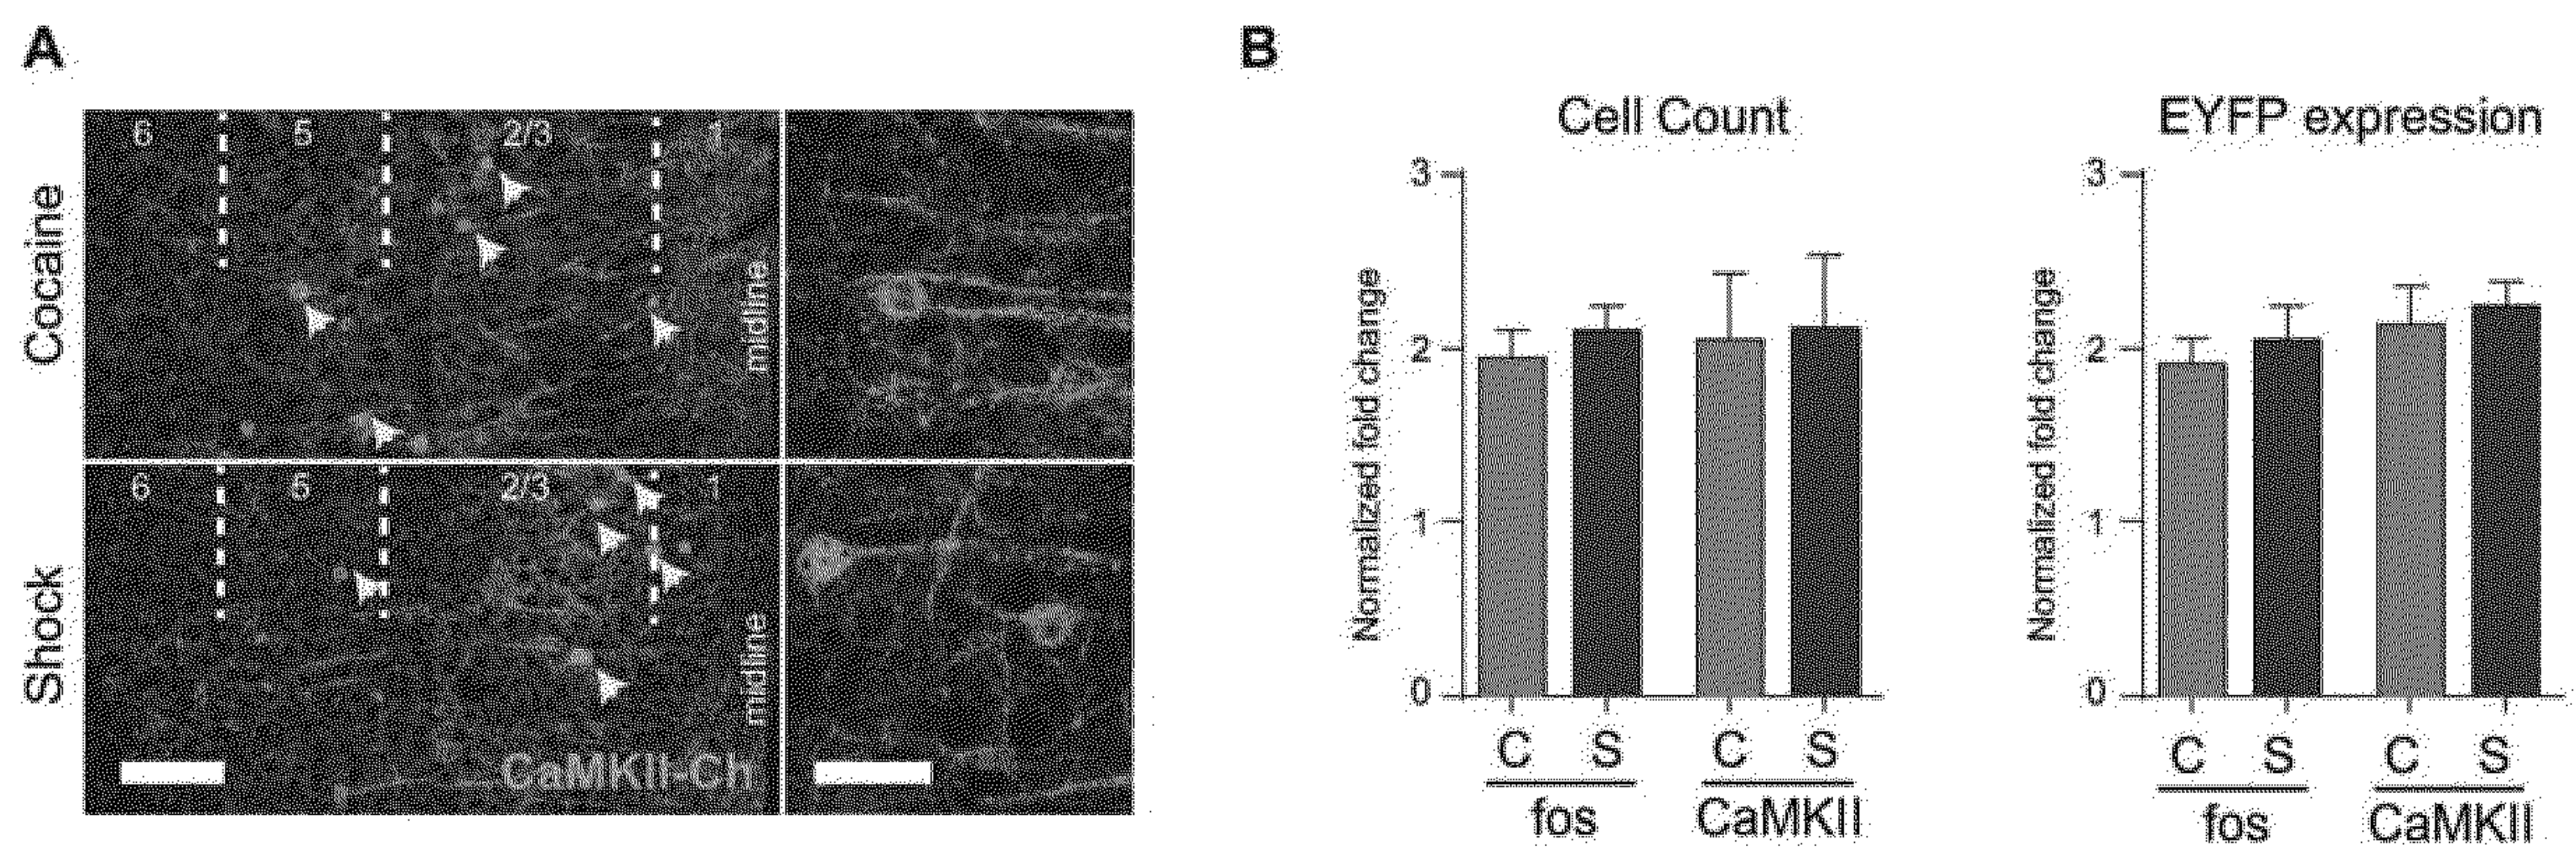 A
B
Cocaine
6
5
2/3
1
midline
Shock
6
5
2/3
1
midline
CaMKII-Ch
Cell Count
Normalized fold change
3
2
1
0
C S C S
fos CaMKII
EYFP expression
Normalized fold change
3
2
1
0
C S C S
fos CaMKII